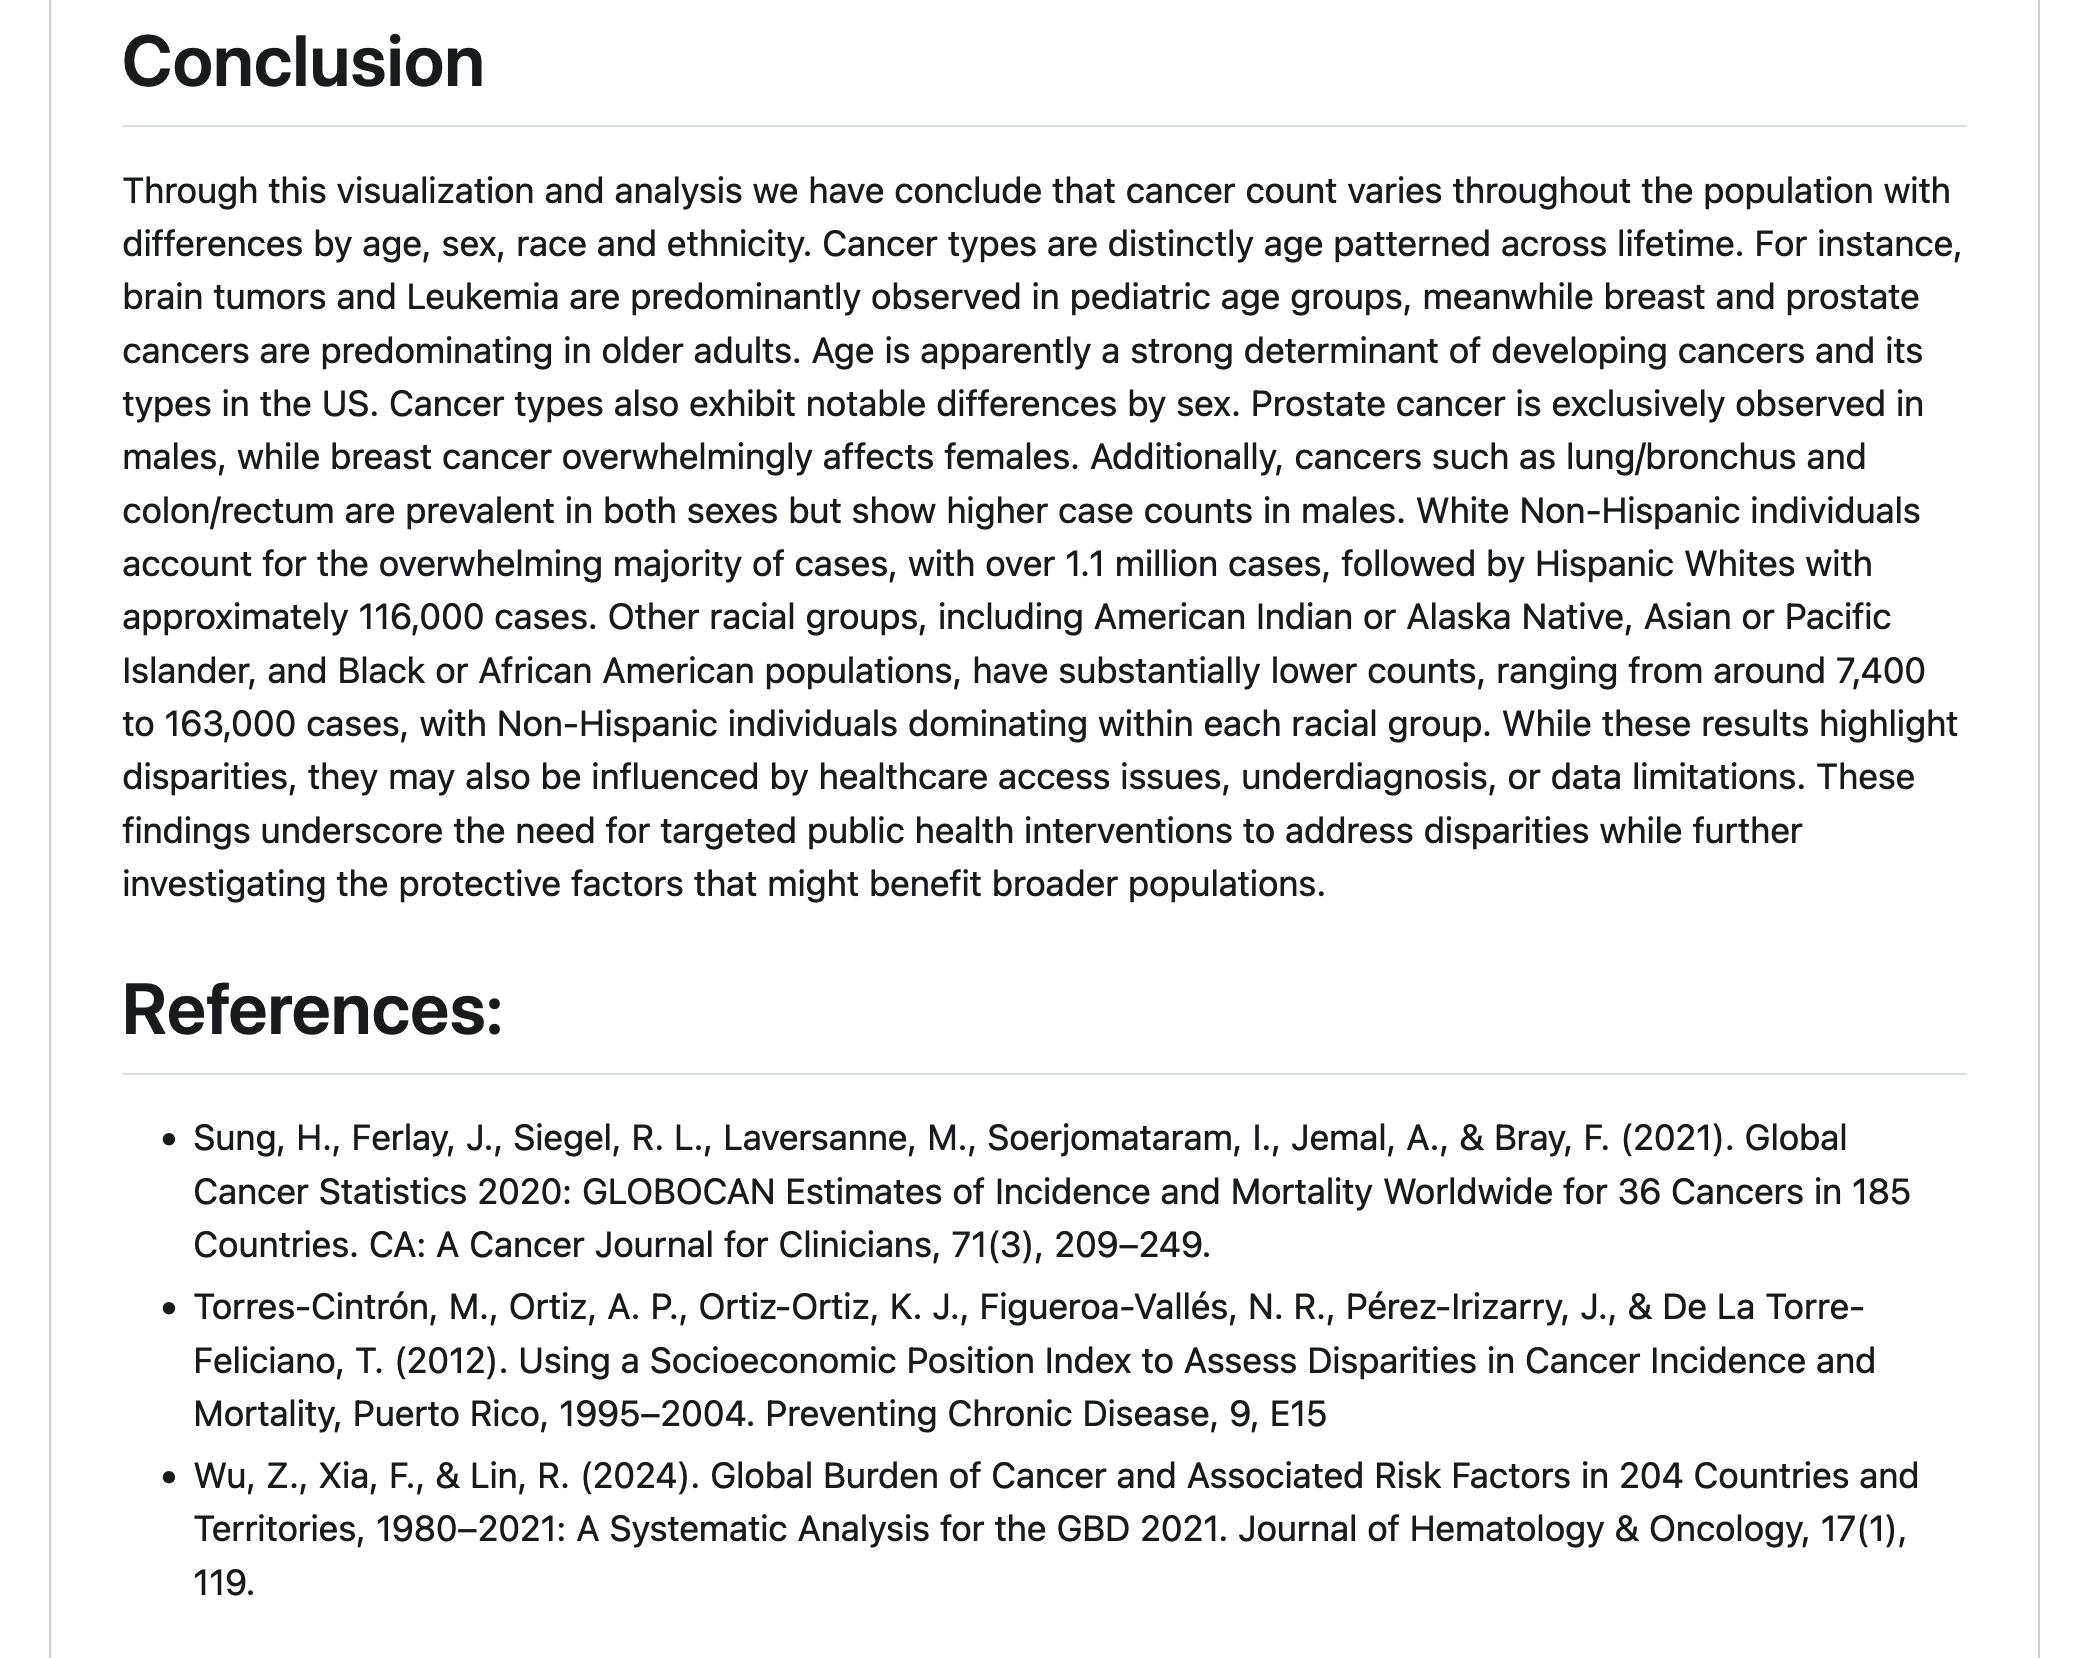 Conclusion
Through this visualization and analysis we have conclude that cancer count varies throughout the population with
differences by age, sex, race and ethnicity. Cancer types are distinctly age patterned across lifetime. For instance,
brain tumors and Leukemia are predominantly observed in pediatric age groups, meanwhile breast and prostate
cancers are predominating in older adults. Age is apparently a strong determinant of developing cancers and its
types in the US. Cancer types also exhibit notable differences by sex. Prostate cancer is exclusively observed in
males, while breast cancer overwhelmingly affects females. Additionally, cancers such as lung/bronchus and
colon/rectum are prevalent in both sexes but show higher case counts in males. White Non-Hispanic individuals
account for the overwhelming majority of cases, with over 1.1 million cases, followed by Hispanic Whites with
approximately 116,000 cases. Other racial groups, including American Indian or Alaska Native, Asian or Pacific
Islander, and Black or African American populations, have substantially lower counts, ranging from around 7,400
to 163,000 cases, with Non-Hispanic individuals dominating within each racial group. While these results highlight
disparities, they may also be influenced by healthcare access issues, underdiagnosis, or data limitations. These
findings underscore the need for targeted public health interventions to address disparities while further
investigating the protective factors that might benefit broader populations.
References:
• Sung, H., Ferlay, J., Siegel, R. L., Laversanne, M., Soerjomataram, I., Jemal, A., & Bray, F. (2021). Global
Cancer Statistics 2020: GLOBOCAN Estimates of Incidence and Mortality Worldwide for 36 Cancers in 185
Countries. CA: A Cancer Journal for Clinicians, 71(3), 209–249.
• Torres-Cintrón, M., Ortiz, A. P., Ortiz-Ortiz, K. J., Figueroa-Vallés, N. R., Pérez-Irizarry, J., & De La Torre-
Feliciano, T. (2012). Using a Socioeconomic Position Index to Assess Disparities in Cancer Incidence and
Mortality, Puerto Rico, 1995–2004. Preventing Chronic Disease, 9, E15
• Wu, Z., Xia, F., & Lin, R. (2024). Global Burden of Cancer and Associated Risk Factors in 204 Countries and
Territories, 1980–2021: A Systematic Analysis for the GBD 2021. Journal of Hematology & Oncology, 17(1),
119.